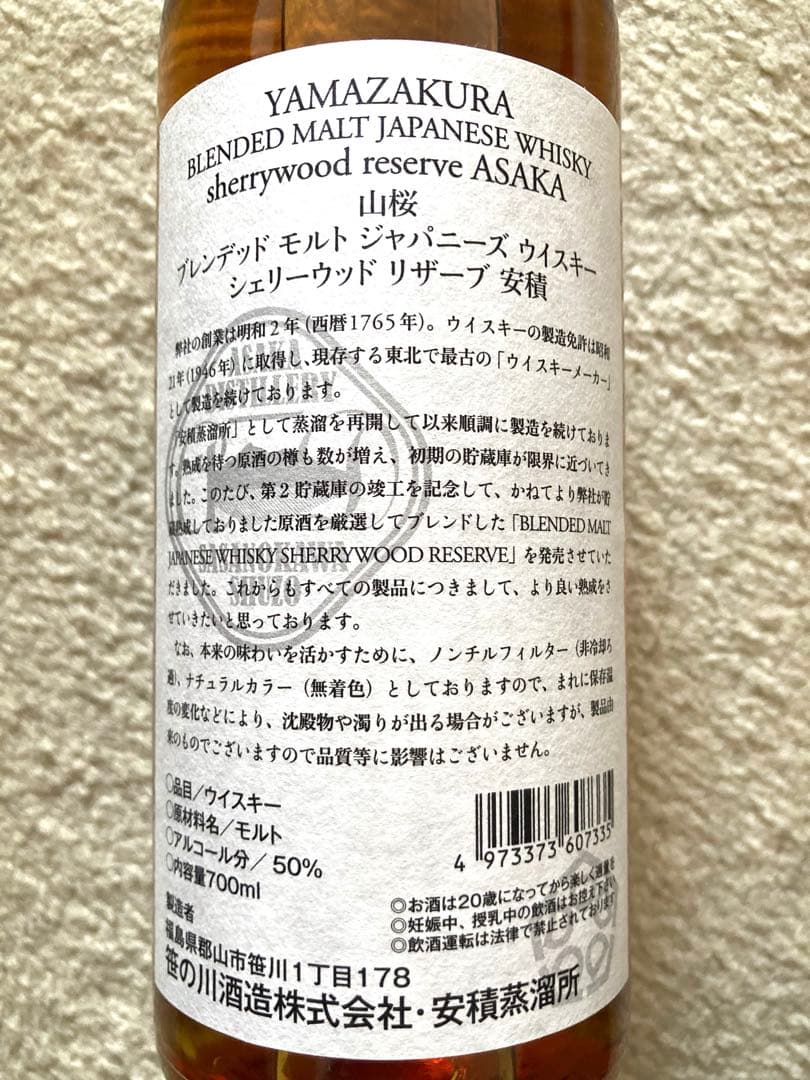 YAMAZAKURA
BLENDED MALT JAPANESE WHISKY
sherrywood reserve ASAKA
山桜
ブレンデッド モルト ジャパニーズ ウイスキー
シェリーウッド リザーブ 安積
弊社の創業は明和2年(西暦1765年)。ウイスキーの製造免許は昭和
21年(1946年)に取得し、現存する東北で最古の「ウイスキーメーカー」
として製造を続けております。
「安積蒸溜所」として蒸溜を再開して以来順調に製造を続けておりま
す。熟成を待つ原酒の樽も数が増え、初期の貯蔵庫が限界に近づいてき
ました。このたび、第2貯蔵庫の竣工を記念して、かねてより弊社が貯
蔵熟成しておりました原酒を厳選してブレンドした「BLENDED MALT
JAPANESE WHISKY SHERRYWOOD RESERVE」を発売させていた
だきました。これからもすべての製品につきまして、より良い熟成をさ
せていきたいと思っております。
なお、本来の味わいを活かすために、ノンチルフィルター(非冷却ろ
過)、ナチュラルカラー(無着色)としておりますので、まれに保存温
度の変化などにより、沈殿物や濁りが出る場合がございますが、製品由
来のものでございますので品質等に影響はございません。
ASAKA
DISTILLERY
SASANOKAWA
SHUZO
○品目/ウイスキー
○原材料名/モルト
○アルコール分/50%
○内容量700ml
4 973373 607335
◎お酒は20歳になってから楽しく適量を
◎妊娠中、授乳中の飲酒はお控え下さい
◎飲酒運転は法律で禁止されております
製造者
福島県郡山市笹川1丁目178
笹の川酒造株式会社・安積蒸溜所